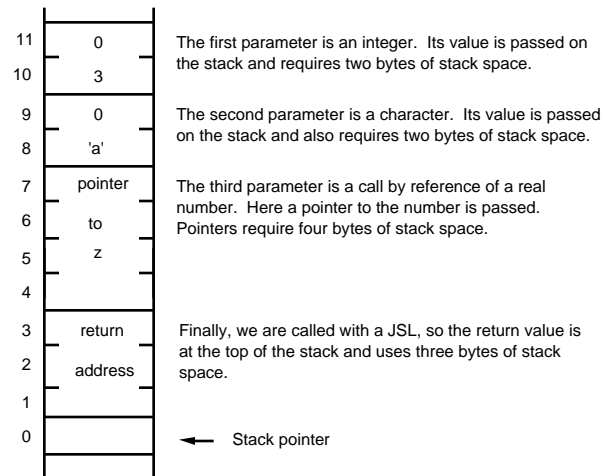 11 0 The first parameter is an integer. Its value is passed on
10 3 the stack and requires two bytes of stack space.
9 0 The second parameter is a character. Its value is passed
8 'a' on the stack and also requires two bytes of stack space.
7 pointer The third parameter is a call by reference of a real
6 to number. Here a pointer to the number is passed.
5 z Pointers require four bytes of stack space.
4
3 return Finally, we are called with a JSL, so the return value is
2 address at the top of the stack and uses three bytes of stack
1 space.
0 Stack pointer